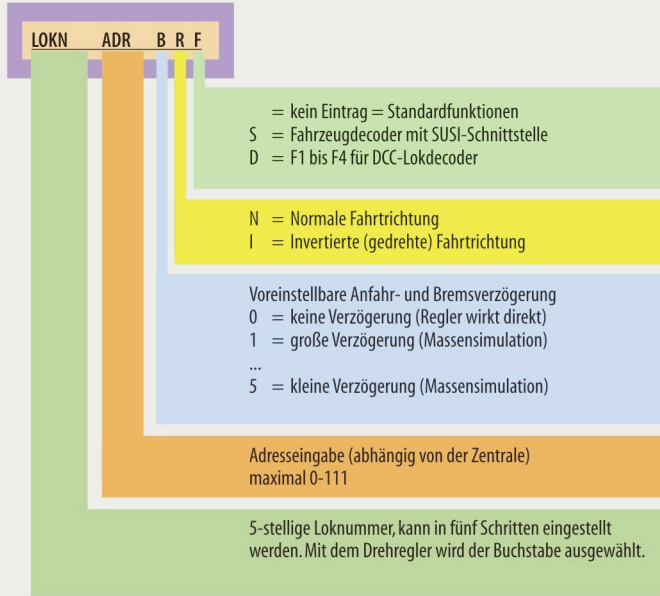 LOKN ADR B R F
= kein Eintrag = Standardfunktionen
S = Fahrzeugdecoder mit SUSI-Schnittstelle
D = F1 bis F4 für DCC-Lokdecoder
N = Normale Fahrtrichtung
I = Invertierte (gedrehte) Fahrtrichtung
Voreinstellbare Anfahr- und Bremsverzögerung
0 = keine Verzögerung (Regler wirkt direkt)
1 = große Verzögerung (Massensimulation)
...
5 = kleine Verzögerung (Massensimulation)
Adresseingabe (abhängig von der Zentrale)
maximal 0-111
5-stellige Loknummer, kann in fünf Schritten eingestellt
werden. Mit dem Drehregler wird der Buchstabe ausgewählt.